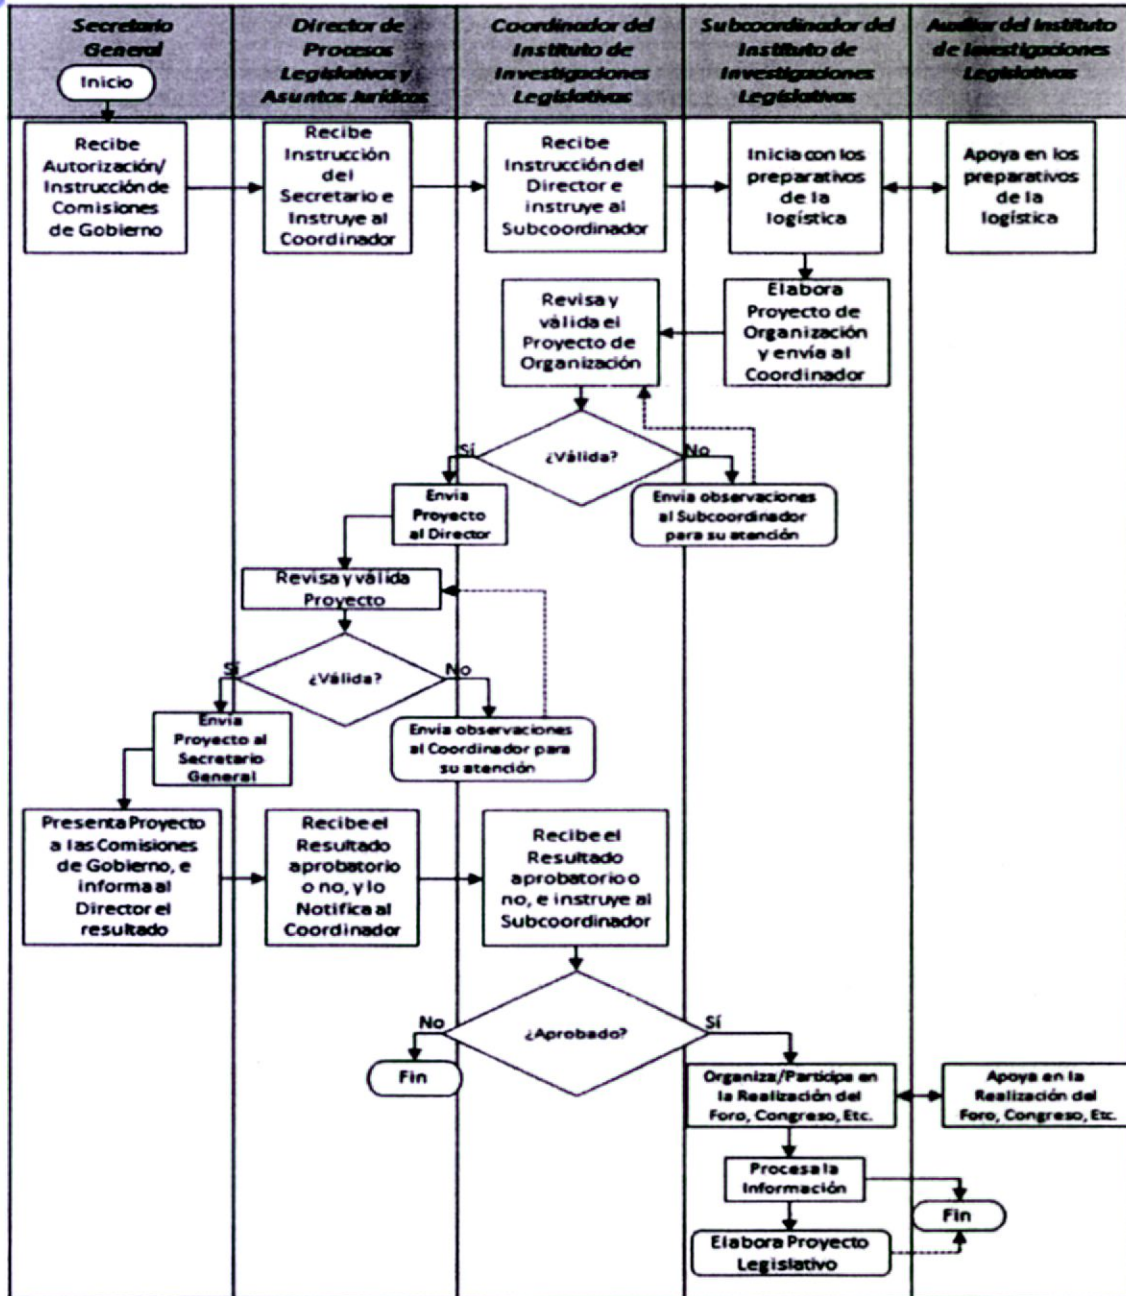 Secretario
General
Inicio
Director de
Procesos
Legislativos y
Asuntos Jurídicos
Coordinador del
Instituto de
Investigaciones
Legislativas
Subcoordinador del
Instituto de
Investigaciones
Legislativas
Auxiliar del Instituto
de Investigaciones
Legislativas
Recibe
Autorización/
Instrucción de
Comisiones
de Gobierno
Recibe
Instrucción
del
Secretario e
Instruye al
Coordinador
Recibe
Instrucción del
Director e
instruye al
Subcoordinador
Inicia con los
preparativos
de la
logística
Apoya en los
preparativos
de la
logística
Revisa y
válida el
Proyecto de
Organización
Elabora
Proyecto de
Organización
y envía al
Coordinador
Sí
¿Válida?
No
Envía
Proyecto
al Director
Envía observaciones
al Subcoordinador
para su atención
Revisa y válida
Proyecto
Sí
¿Válida?
No
Envía
Proyecto al
Secretario
General
Envía observaciones
al Coordinador para
su atención
Presenta Proyecto
a las Comisiones
de Gobierno, e
informa al
Director el
resultado
Recibe el
Resultado
aprobatorio
o no, y lo
Notifica al
Coordinador
Recibe el
Resultado
aprobatorio o
no, e instruye al
Subcoordinador
No
¿Aprobado?
Sí
Fin
Organiza/Participa en
la Realización del
Foro, Congreso, Etc.
Apoya en la
Realización del
Foro, Congreso, Etc.
Procesa la
Información
Fin
Elabora Proyecto
Legislativo